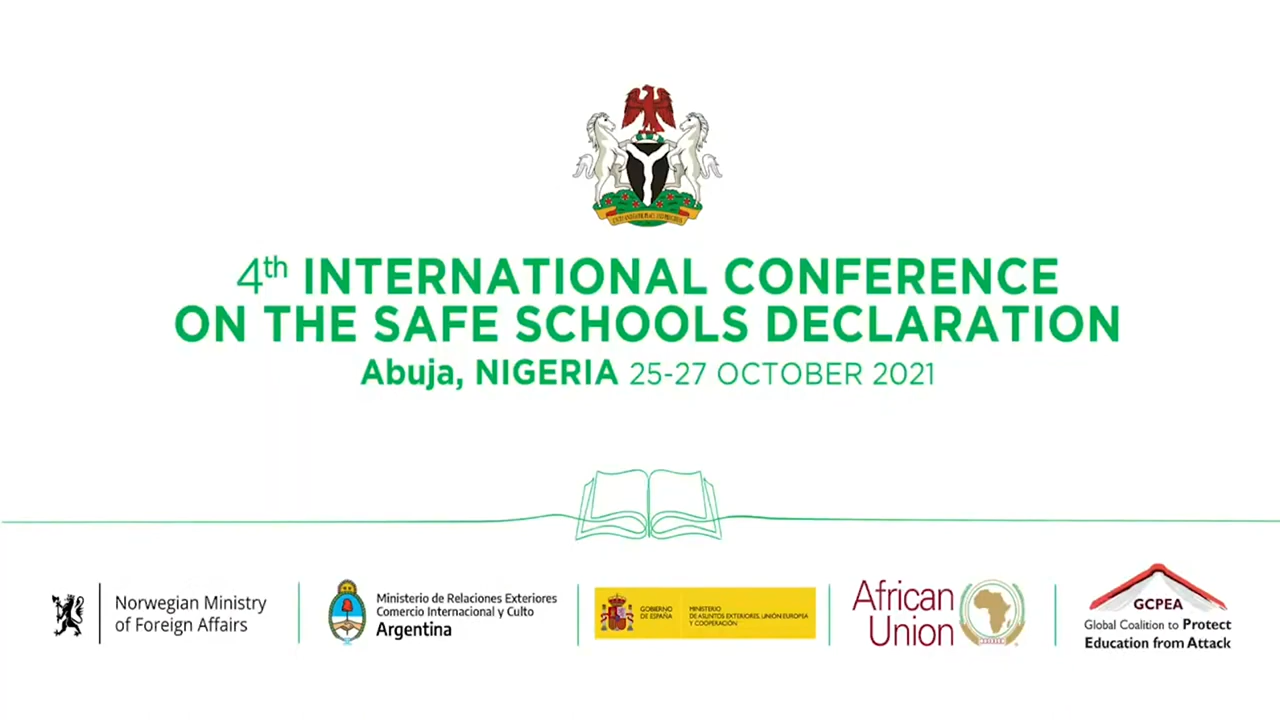 4th INTERNATIONAL CONFERENCE
ON THE SAFE SCHOOLS DECLARATION
Abuja, NIGERIA 25-27 OCTOBER 2021
Norwegian Ministry
of Foreign Affairs
Ministerio de Relaciones Exteriores
Comercio Internacional y Culto
Argentina
GOBIERNO
DE ESPAÑA
MINISTERIO
DE ASUNTOS EXTERIORES, UNIÓN EUROPEA
Y COOPERACIÓN
African
Union
GCPEA
Global Coalition to Protect
Education from Attack